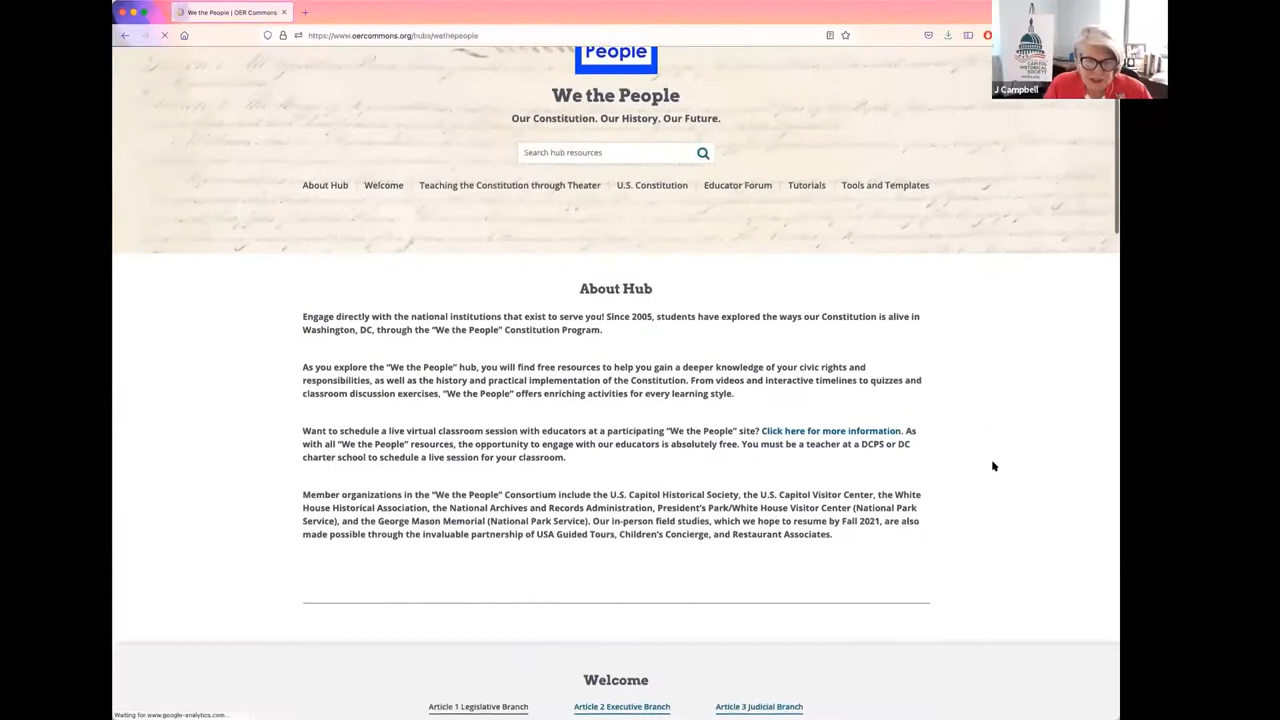 We the People | OER Commons
https://www.oercommons.org/hubs/wethepeople
CAPITOL
HISTORICAL
SOCIETY
J Campbell
People
We the People
Our Constitution. Our History. Our Future.
Search hub resources
About Hub
Welcome
Teaching the Constitution through Theater
U.S. Constitution
Educator Forum
Tutorials
Tools and Templates
About Hub
Engage directly with the national institutions that exist to serve you! Since 2005, students have explored the ways our Constitution is alive in
Washington, DC, through the “We the People” Constitution Program.
As you explore the “We the People” hub, you will find free resources to help you gain a deeper knowledge of your civic rights and
responsibilities, as well as the history and practical implementation of the Constitution. From videos and interactive timelines to quizzes and
classroom discussion exercises, “We the People” offers enriching activities for every learning style.
Want to schedule a live virtual classroom session with educators at a participating “We the People” site? Click here for more information. As
with all “We the People” resources, the opportunity to engage with our educators is absolutely free. You must be a teacher at a DCPS or DC
charter school to schedule a live session for your classroom.
Member organizations in the “We the People” Consortium include the U.S. Capitol Historical Society, the U.S. Capitol Visitor Center, the White
House Historical Association, the National Archives and Records Administration, President’s Park/White House Visitor Center (National Park
Service), and the George Mason Memorial (National Park Service). Our in-person field studies, which we hope to resume by Fall 2021, are also
made possible through the invaluable partnership of USA Guided Tours, Children’s Concierge, and Restaurant Associates.
Welcome
Article 1 Legislative Branch
Article 2 Executive Branch
Article 3 Judicial Branch
Waiting for www.google-analytics.com...